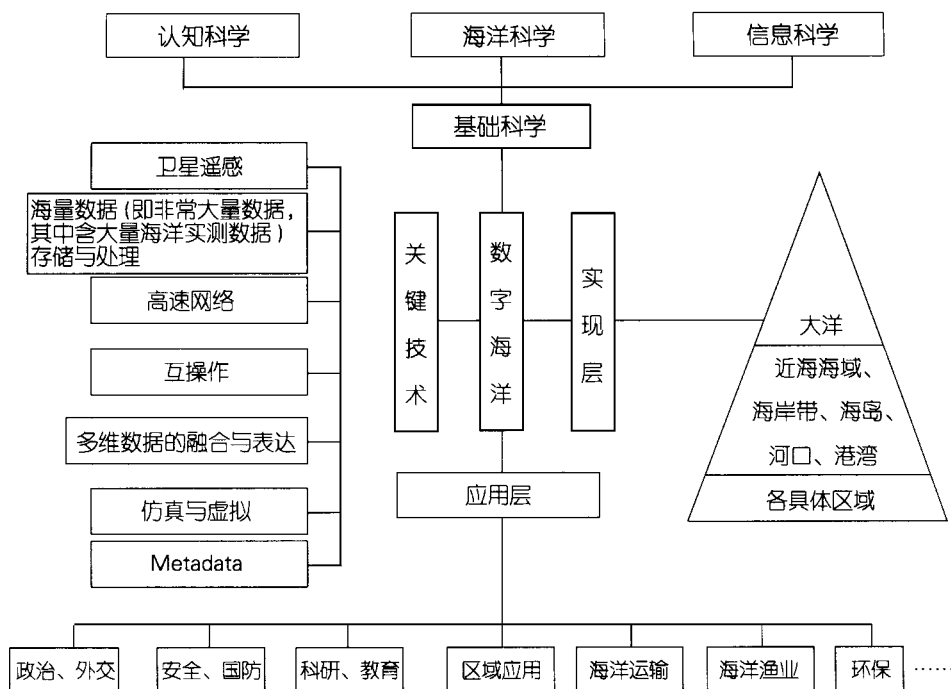 认知科学
海洋科学
信息科学
基础科学
卫星遥感
海量数据(即非常大量数据，
其中含大量海洋实测数据)
存储与处理
高速网络
互操作
多维数据的融合与表达
仿真与虚拟
Metadata
关键技术
数字海洋
实现层
大洋
近海海域、
海岸带、海岛、
河口、港湾
各具体区域
应用层
政治、外交
安全、国防
科研、教育
区域应用
海洋运输
海洋渔业
环保
……